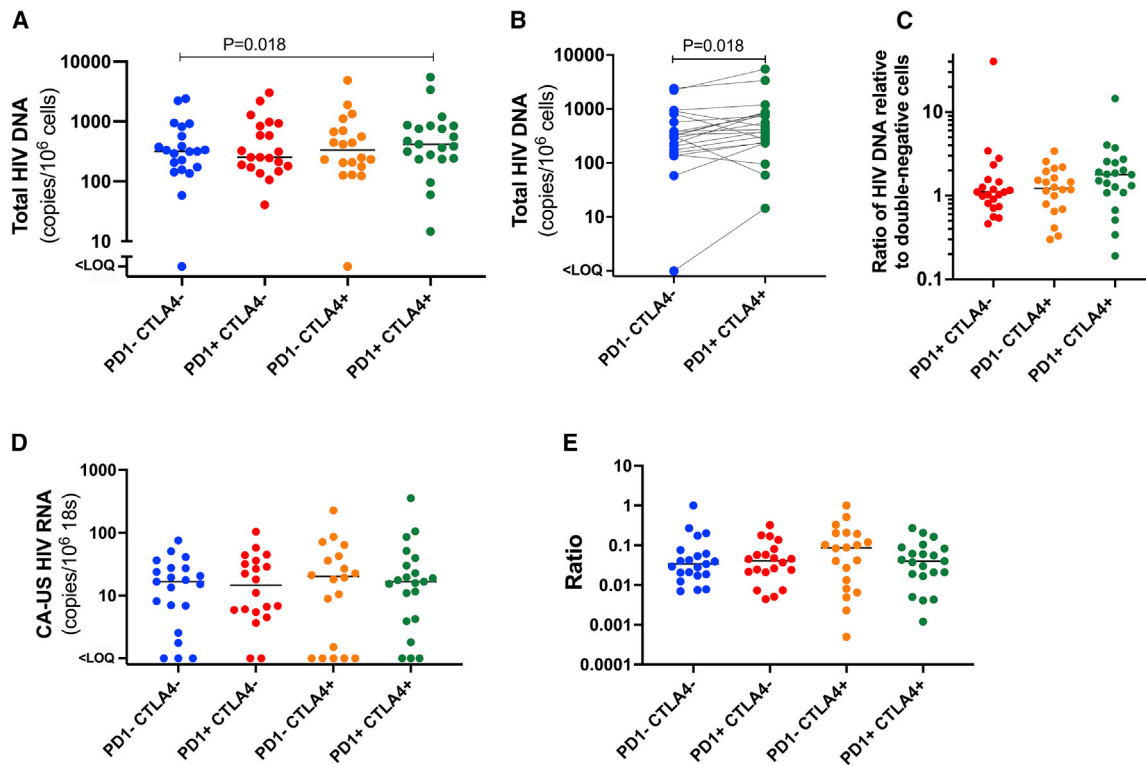 A
P=0.018
Total HIV DNA
(copies/10⁶ cells)
10000
1000
100
10
<LOQ
PD1- CTLA4-
PD1+ CTLA4-
PD1- CTLA4+
PD1+ CTLA4+
B
P=0.018
Total HIV DNA
(copies/10⁶ cells)
10000
1000
100
10
<LOQ
PD1- CTLA4-
PD1+ CTLA4+
C
Ratio of HIV DNA relative
to double-negative cells
10
1
0.1
PD1+ CTLA4-
PD1- CTLA4+
PD1+ CTLA4+
D
CA-US HIV RNA
(copies/10⁶ 18s)
1000
100
10
<LOQ
PD1- CTLA4-
PD1+ CTLA4-
PD1- CTLA4+
PD1+ CTLA4+
E
Ratio
10
1
0.1
0.01
0.001
0.0001
PD1- CTLA4-
PD1+ CTLA4-
PD1- CTLA4+
PD1+ CTLA4+